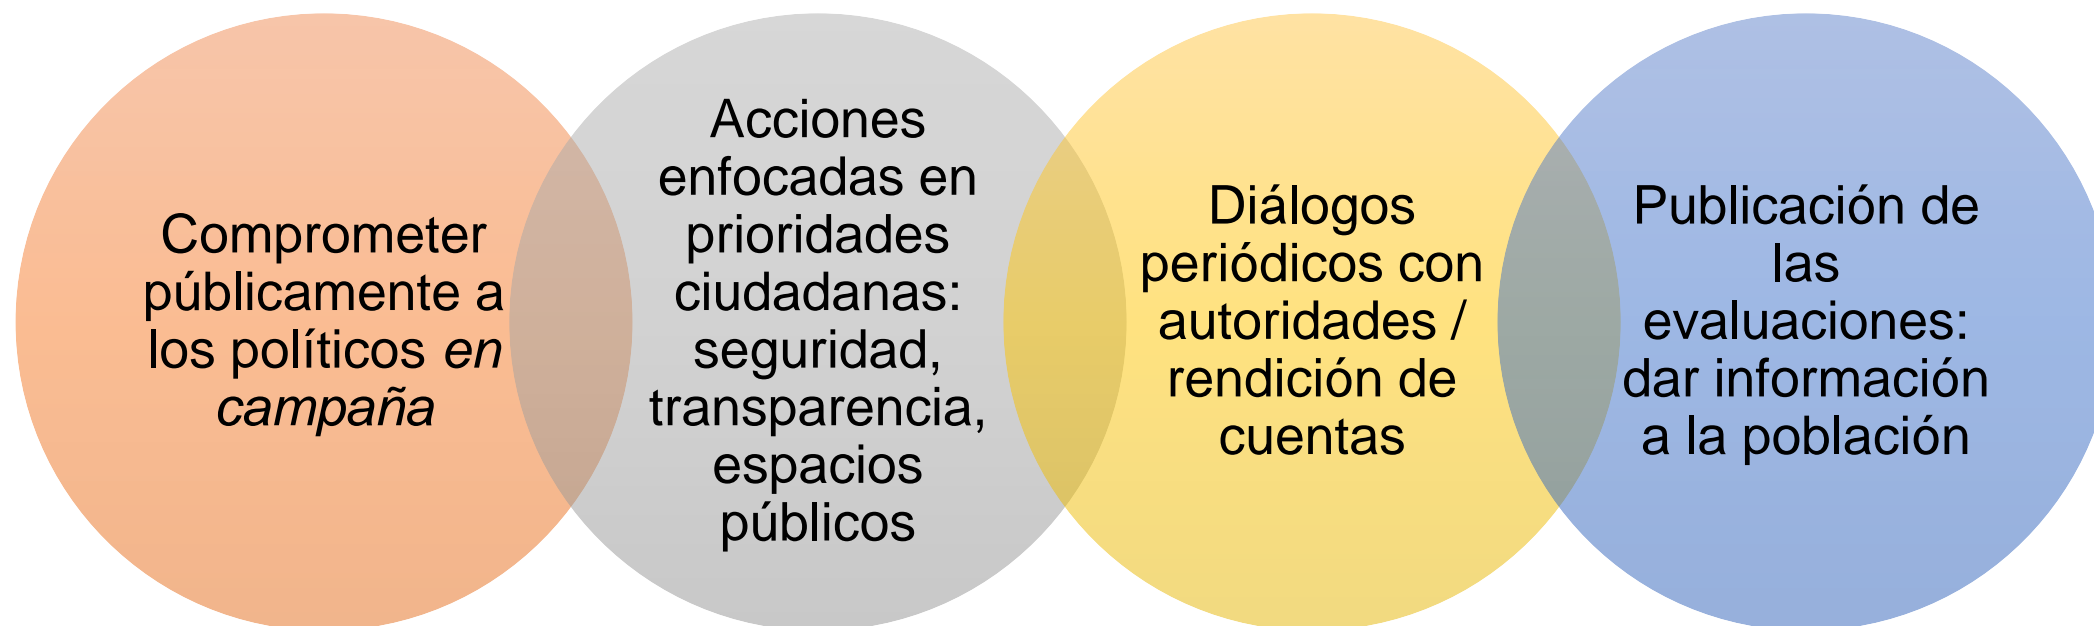 Comprometer
públicamente a
los políticos en
campaña
Acciones
enfocadas en
prioridades
ciudadanas:
seguridad,
transparencia,
espacios
públicos
Diálogos
periódicos con
autoridades /
rendición de
cuentas
Publicación de
las
evaluaciones:
dar información
a la población